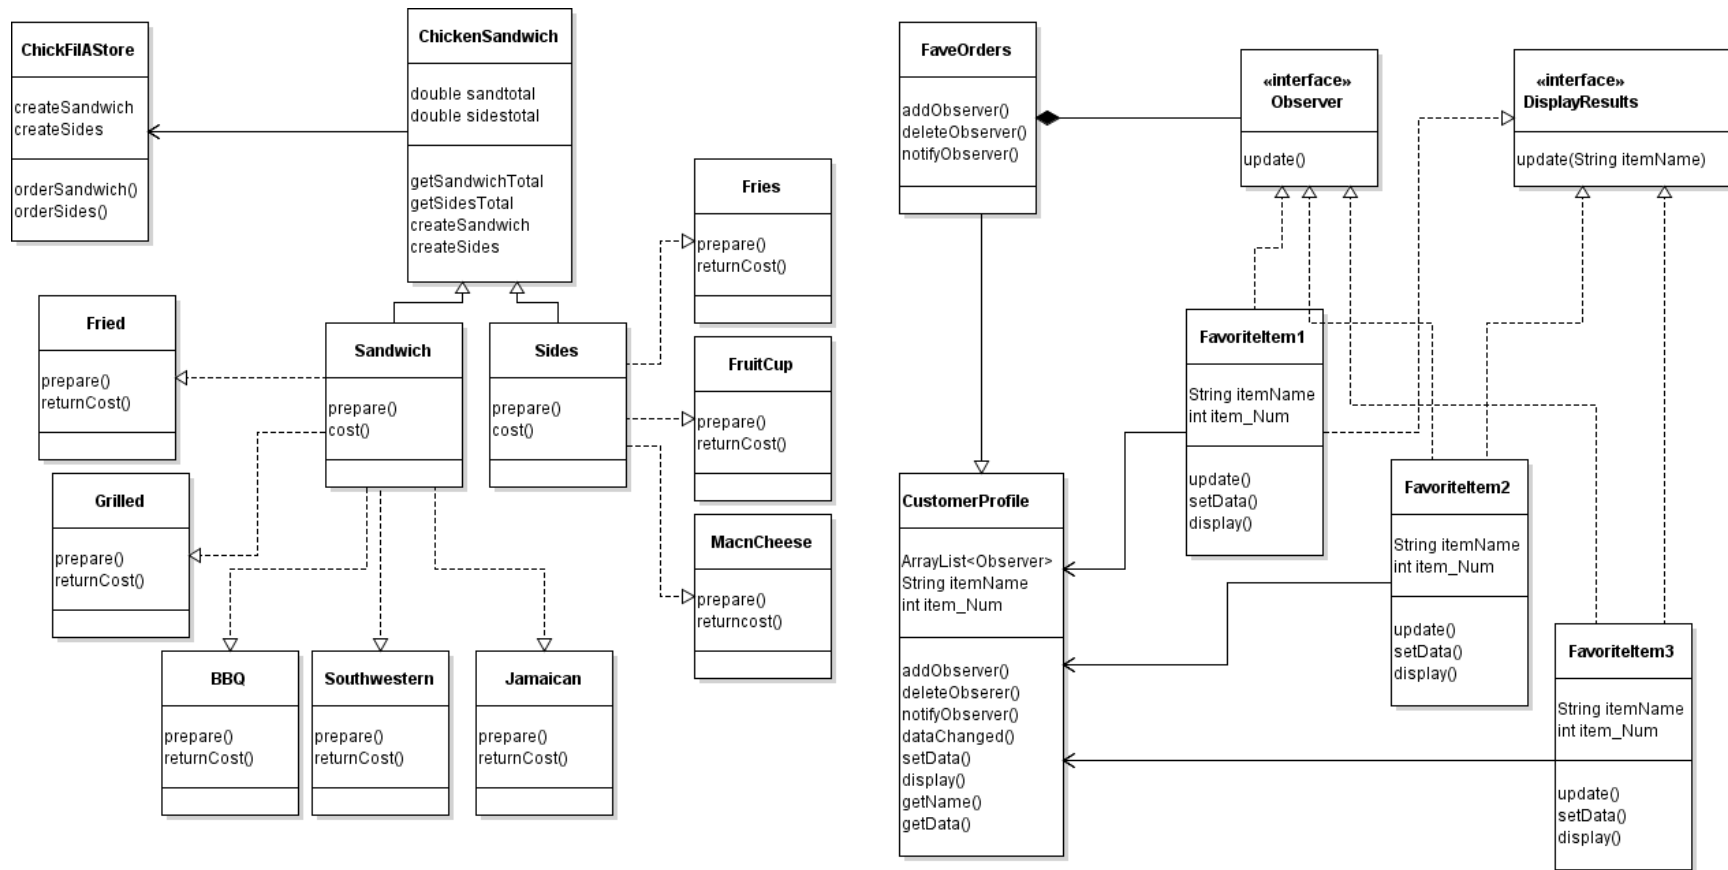 ChickFilAStore
createSandwich
createSides
orderSandwich()
orderSides()
ChickenSandwich
double sandtotal
double sidestotal
getSandwichTotal
getSidesTotal
createSandwich
createSides
Fries
prepare()
returnCost()
Fried
prepare()
returnCost()
Sandwich
prepare()
cost()
Sides
prepare()
cost()
FruitCup
prepare()
returnCost()
Grilled
prepare()
returnCost()
MacnCheese
prepare()
returncost()
BBQ
prepare()
returnCost()
Southwestern
prepare()
returnCost()
Jamaican
prepare()
returnCost()
FaveOrders
addObserver()
deleteObserver()
notifyObserver()
«interface»
Observer
update()
«interface»
DisplayResults
update(String itemName)
FavoriteItem1
String itemName
int item_Num
update()
setData()
display()
CustomerProfile
ArrayList<Observer>
String itemName
int item_Num
addObserver()
deleteObserer()
notifyObserver()
dataChanged()
setData()
display()
getName()
getData()
FavoriteItem2
String itemName
int item_Num
update()
setData()
display()
FavoriteItem3
String itemName
int item_Num
update()
setData()
display()